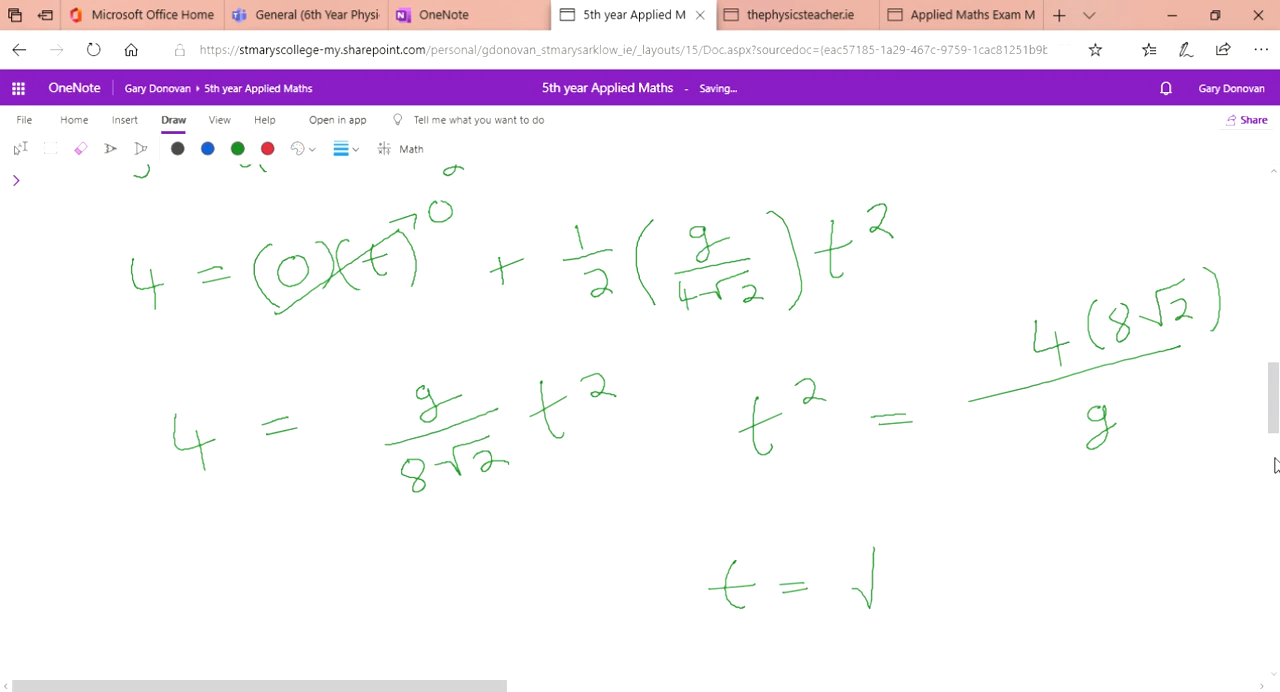 Microsoft Office Home
General (6th Year Physi
OneNote
5th year Applied M
thephysicsteacher.ie
Applied Maths Exam M
https://stmaryscollege-my.sharepoint.com/personal/gdonovan_stmarysarklow_ie/_layouts/15/Doc.aspx?sourcedoc={eac57185-1a29-467c-9759-1cac81251b9b
OneNote Gary Donovan > 5th year Applied Maths 5th year Applied Maths - Saving... Gary Donovan
File Home Insert Draw View Help Open in app Tell me what you want to do Share
Math
4 = (0)(t) → 0 + 1/2 (g/4√2) t²
4 = g/8√2 t² t² = 4(8√2)/g
t = √